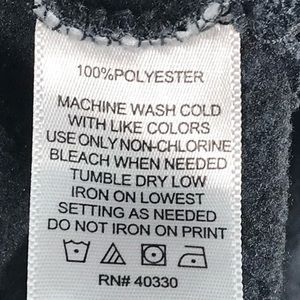 100%POLYESTER
MACHINE WASH COLD
WITH LIKE COLORS
USE ONLY NON-CHLORINE
BLEACH WHEN NEEDED
TUMBLE DRY LOW
IRON ON LOWEST
SETTING AS NEEDED
DO NOT IRON ON PRINT
RN# 40330